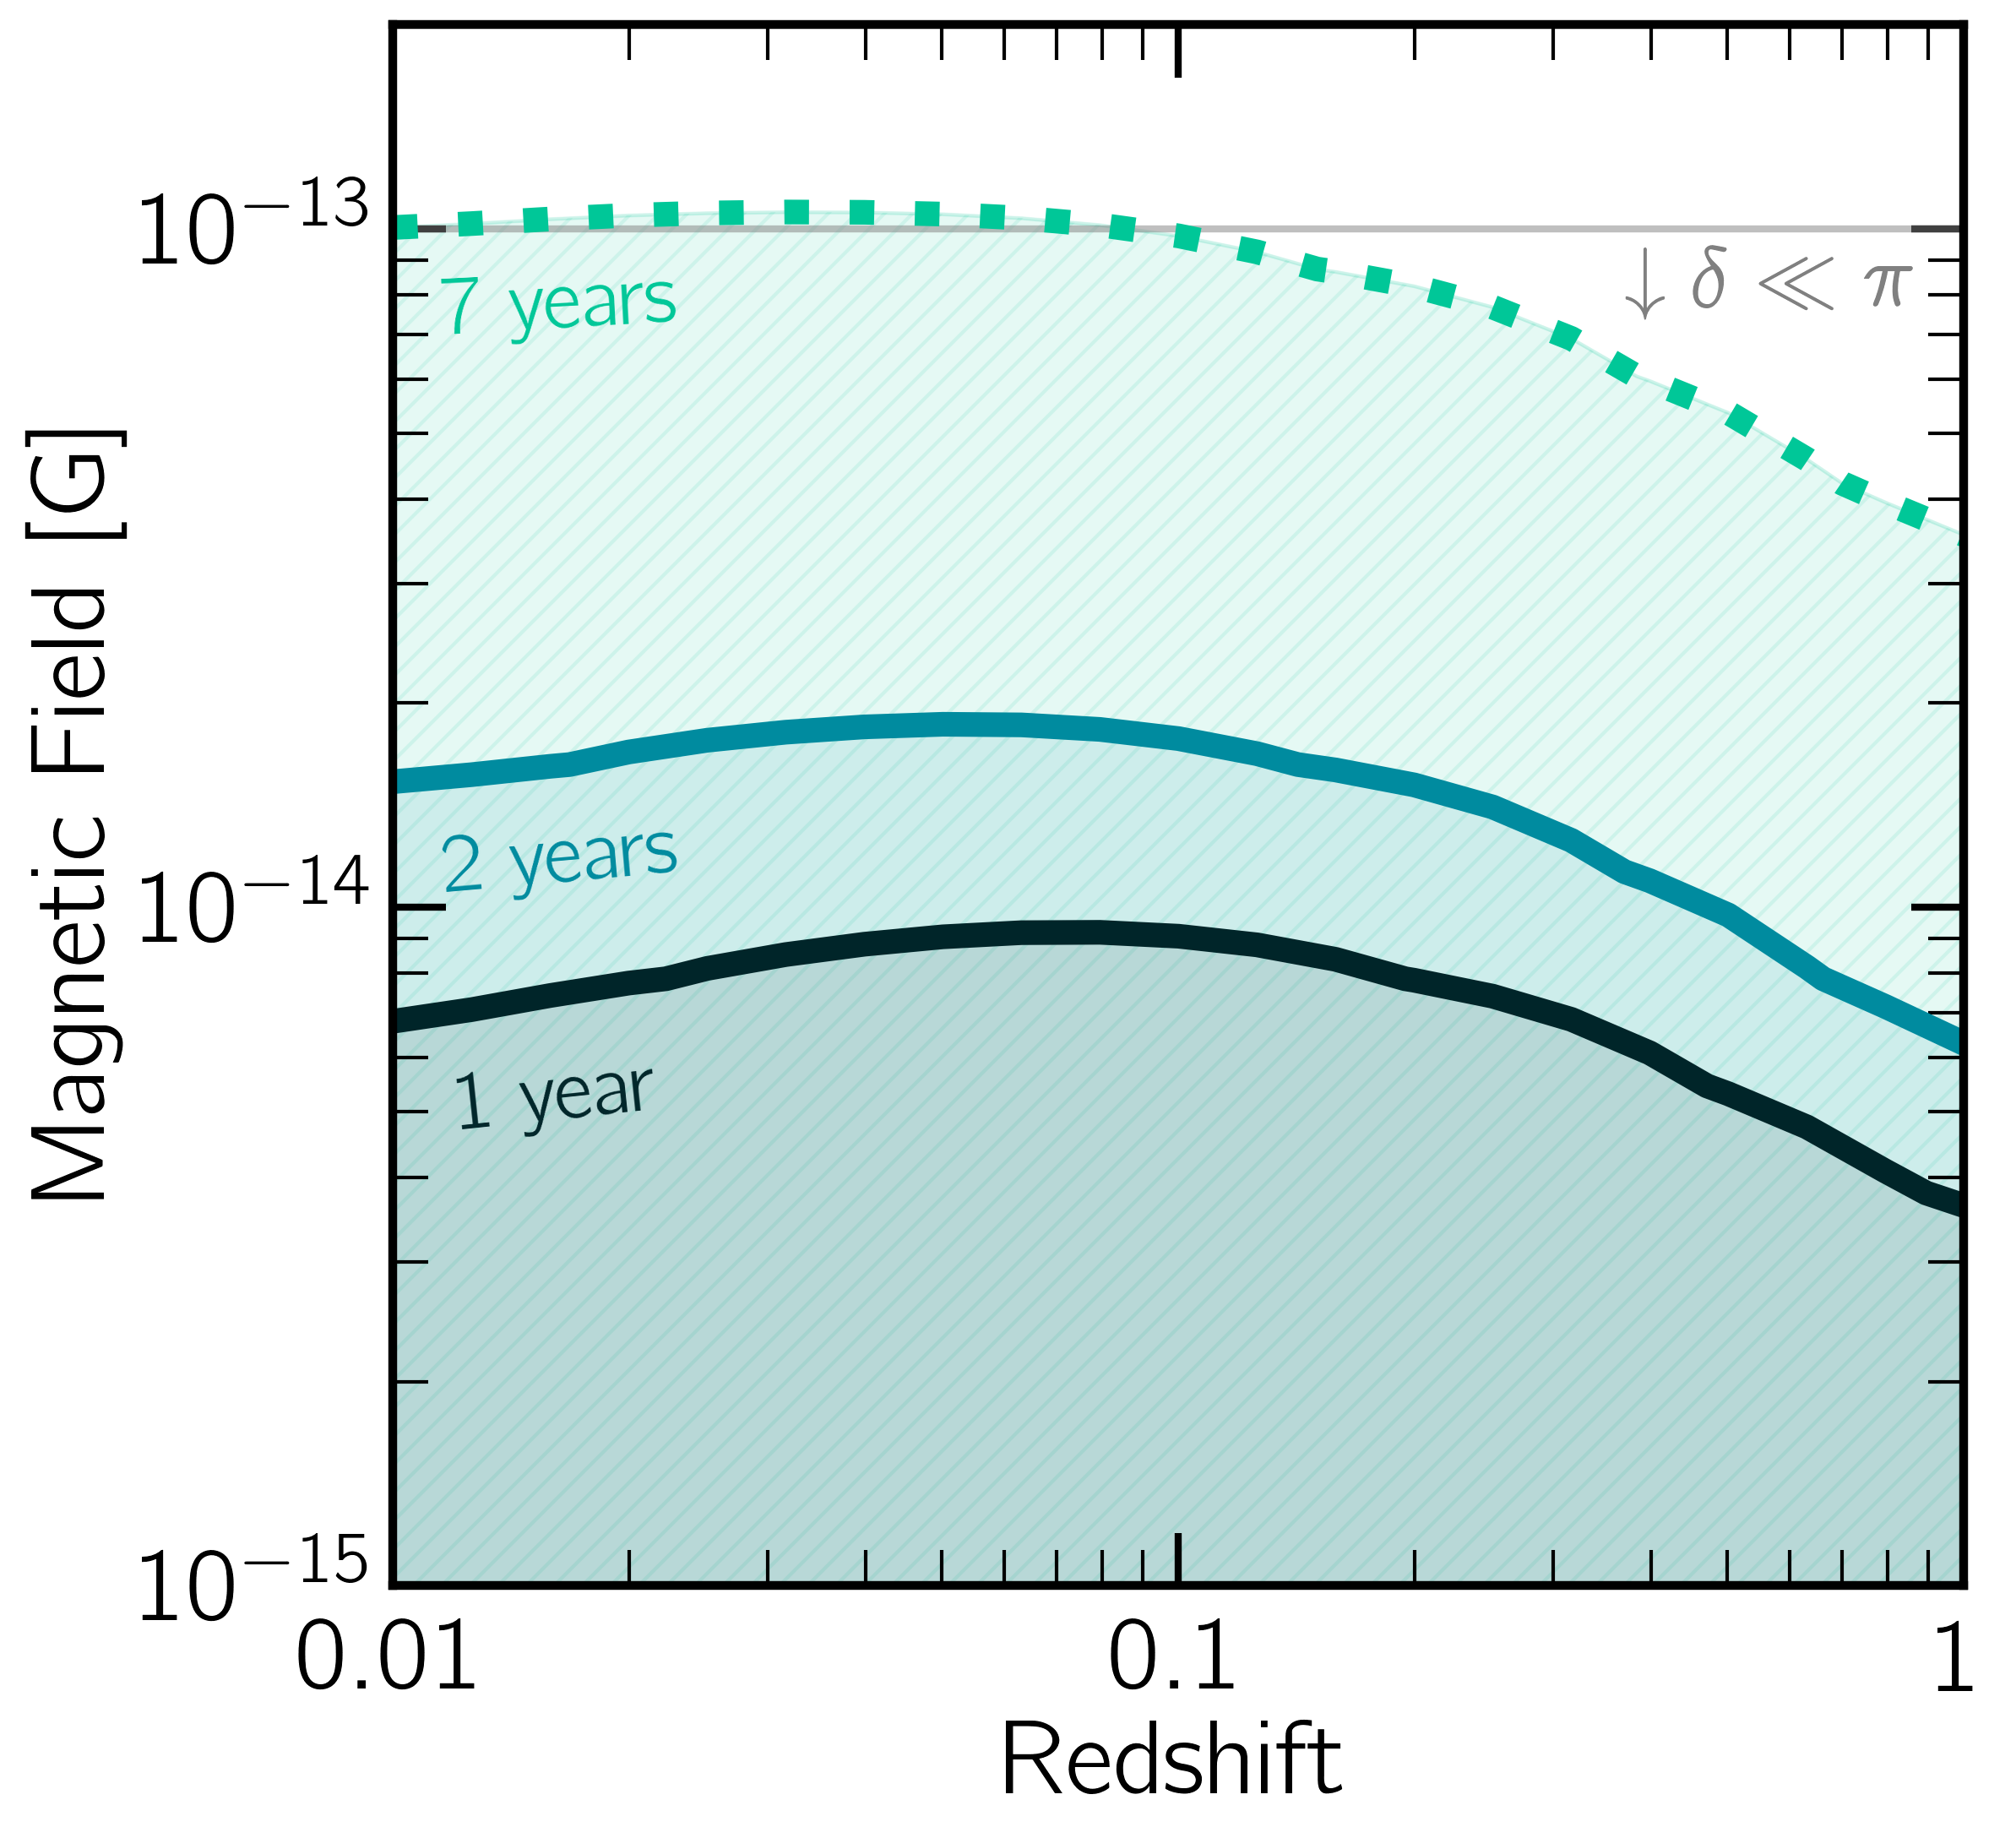 Magnetic Field [G]
10⁻¹³
10⁻¹⁴
10⁻¹⁵
↓ δ ≪ π
7 years
2 years
1 year
0.01 0.1 1
Redshift